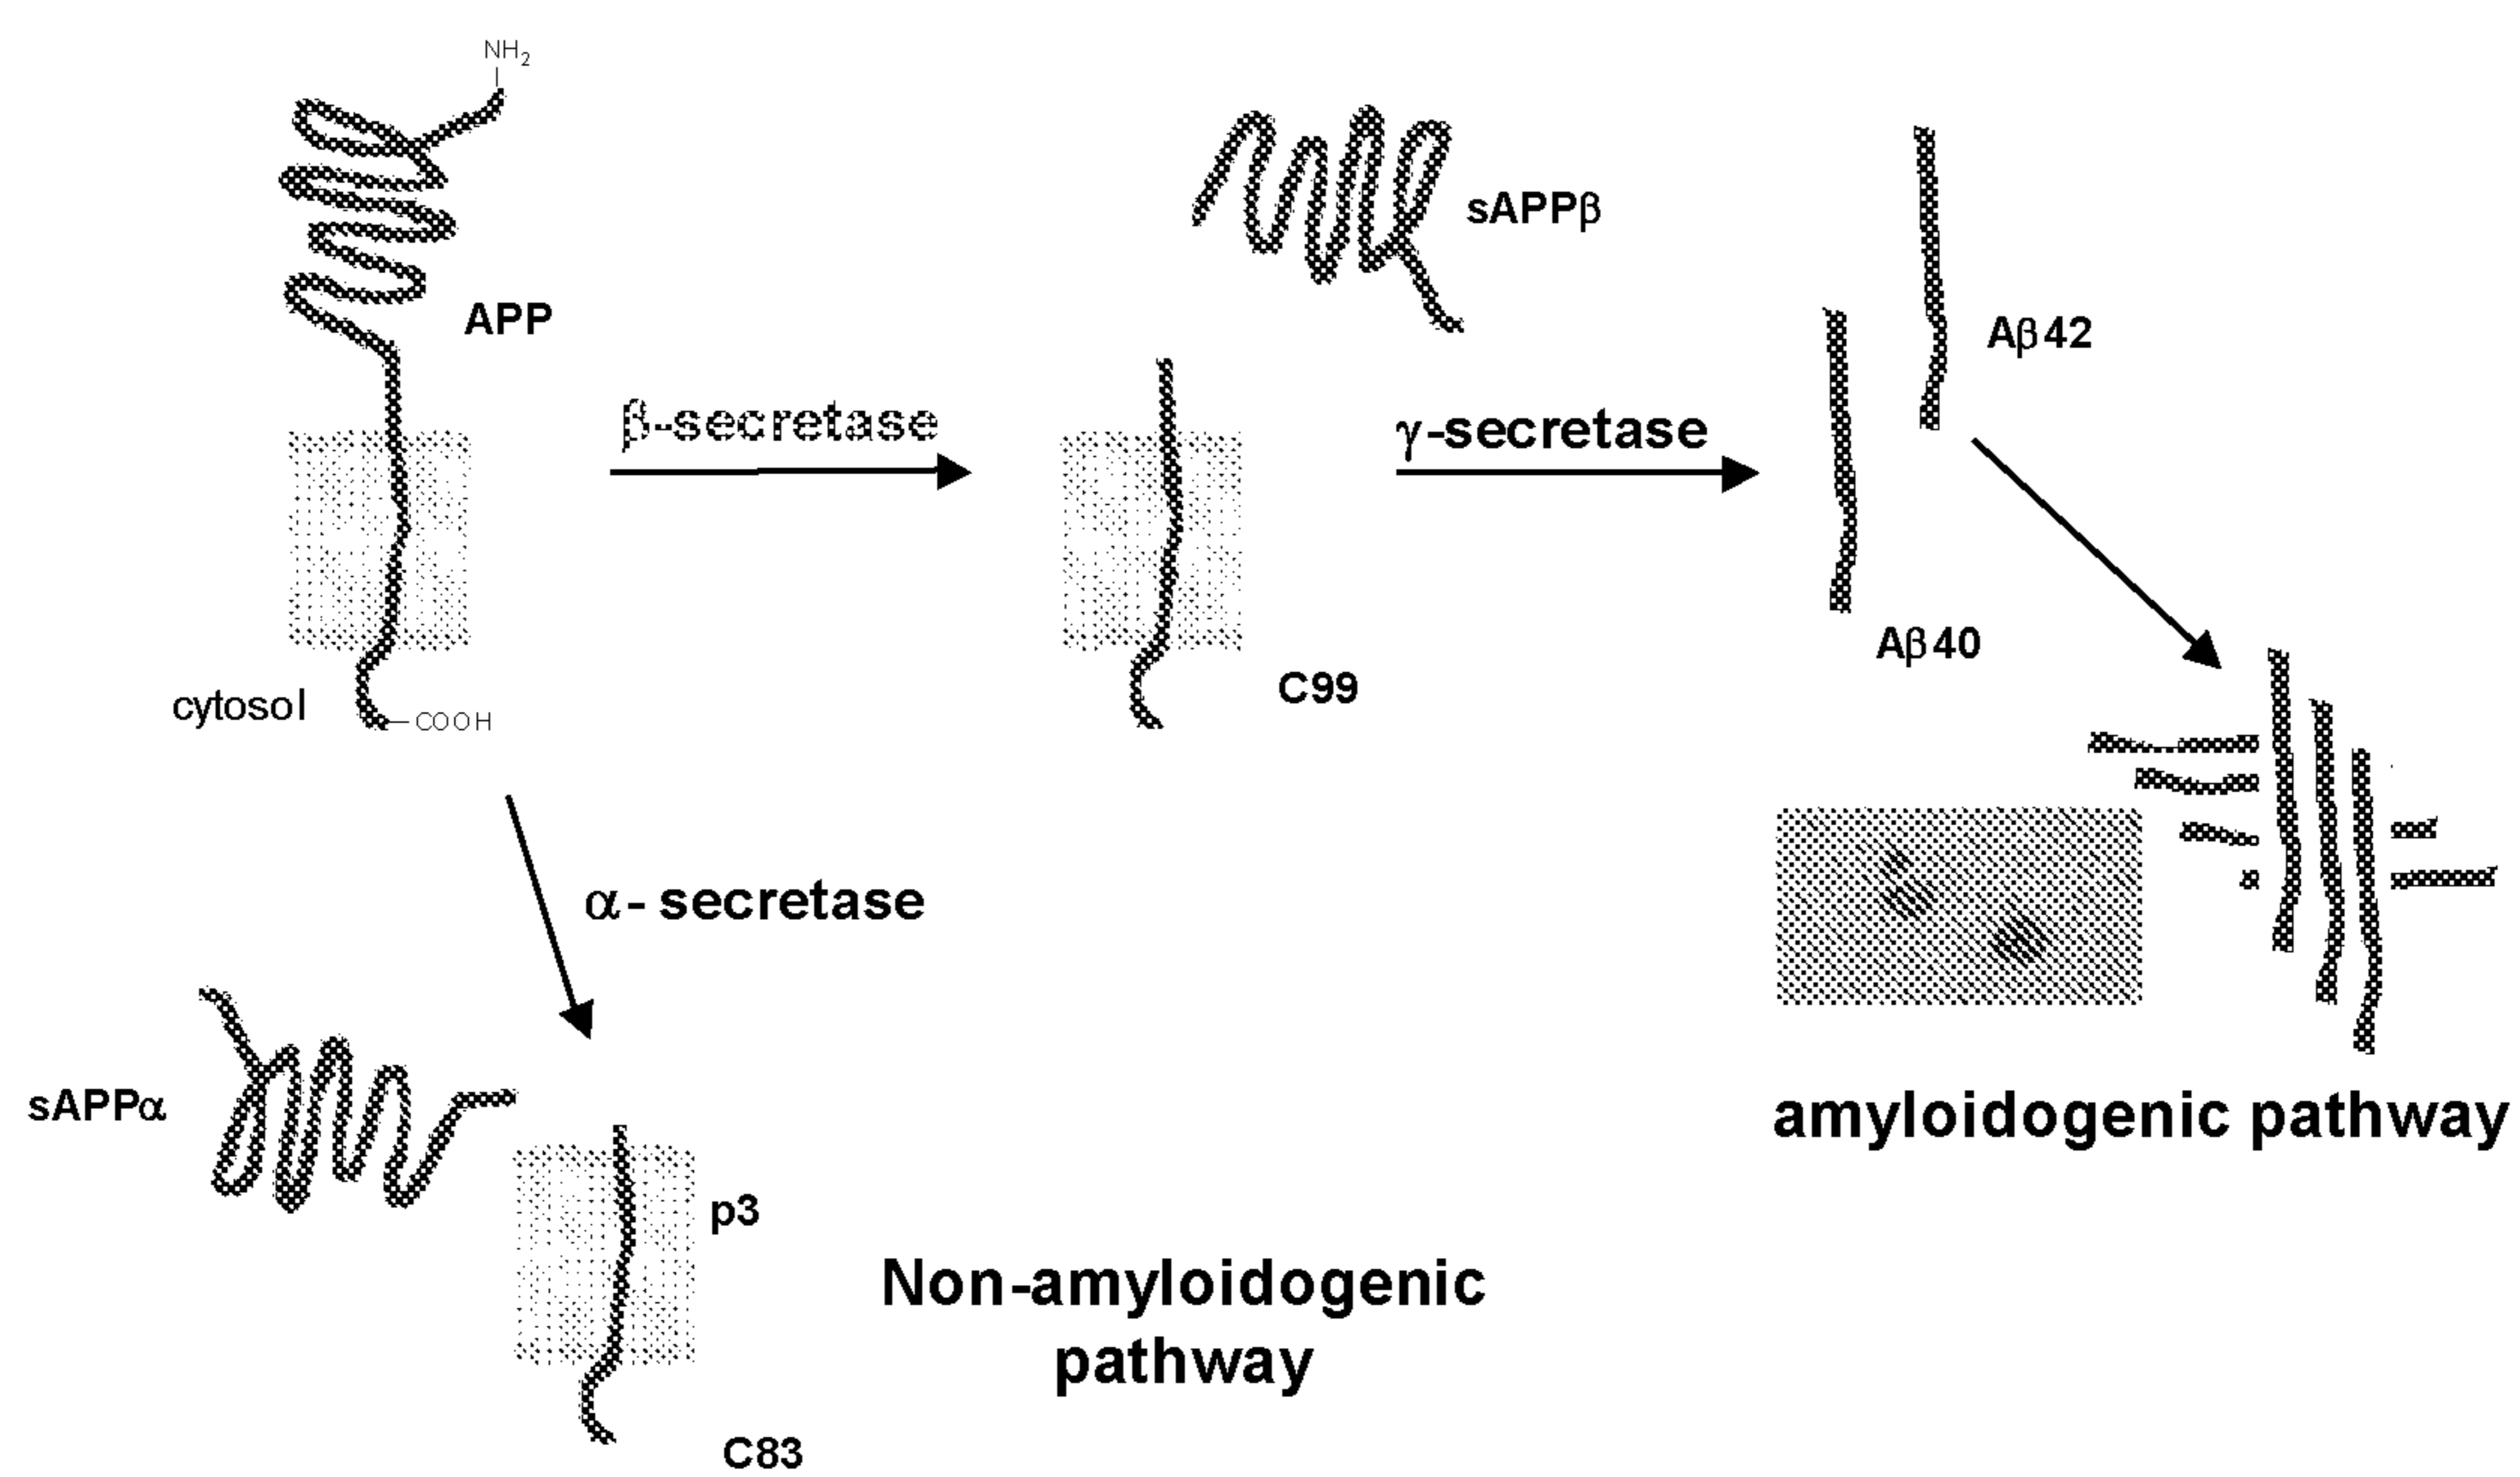 NH2
APP
sAPPβ
Aβ42
β-secretase
γ-secretase
Aβ40
C99
cytosol
COOH
α- secretase
sAPPα
amyloidogenic pathway
p3
Non-amyloidogenic
pathway
C83